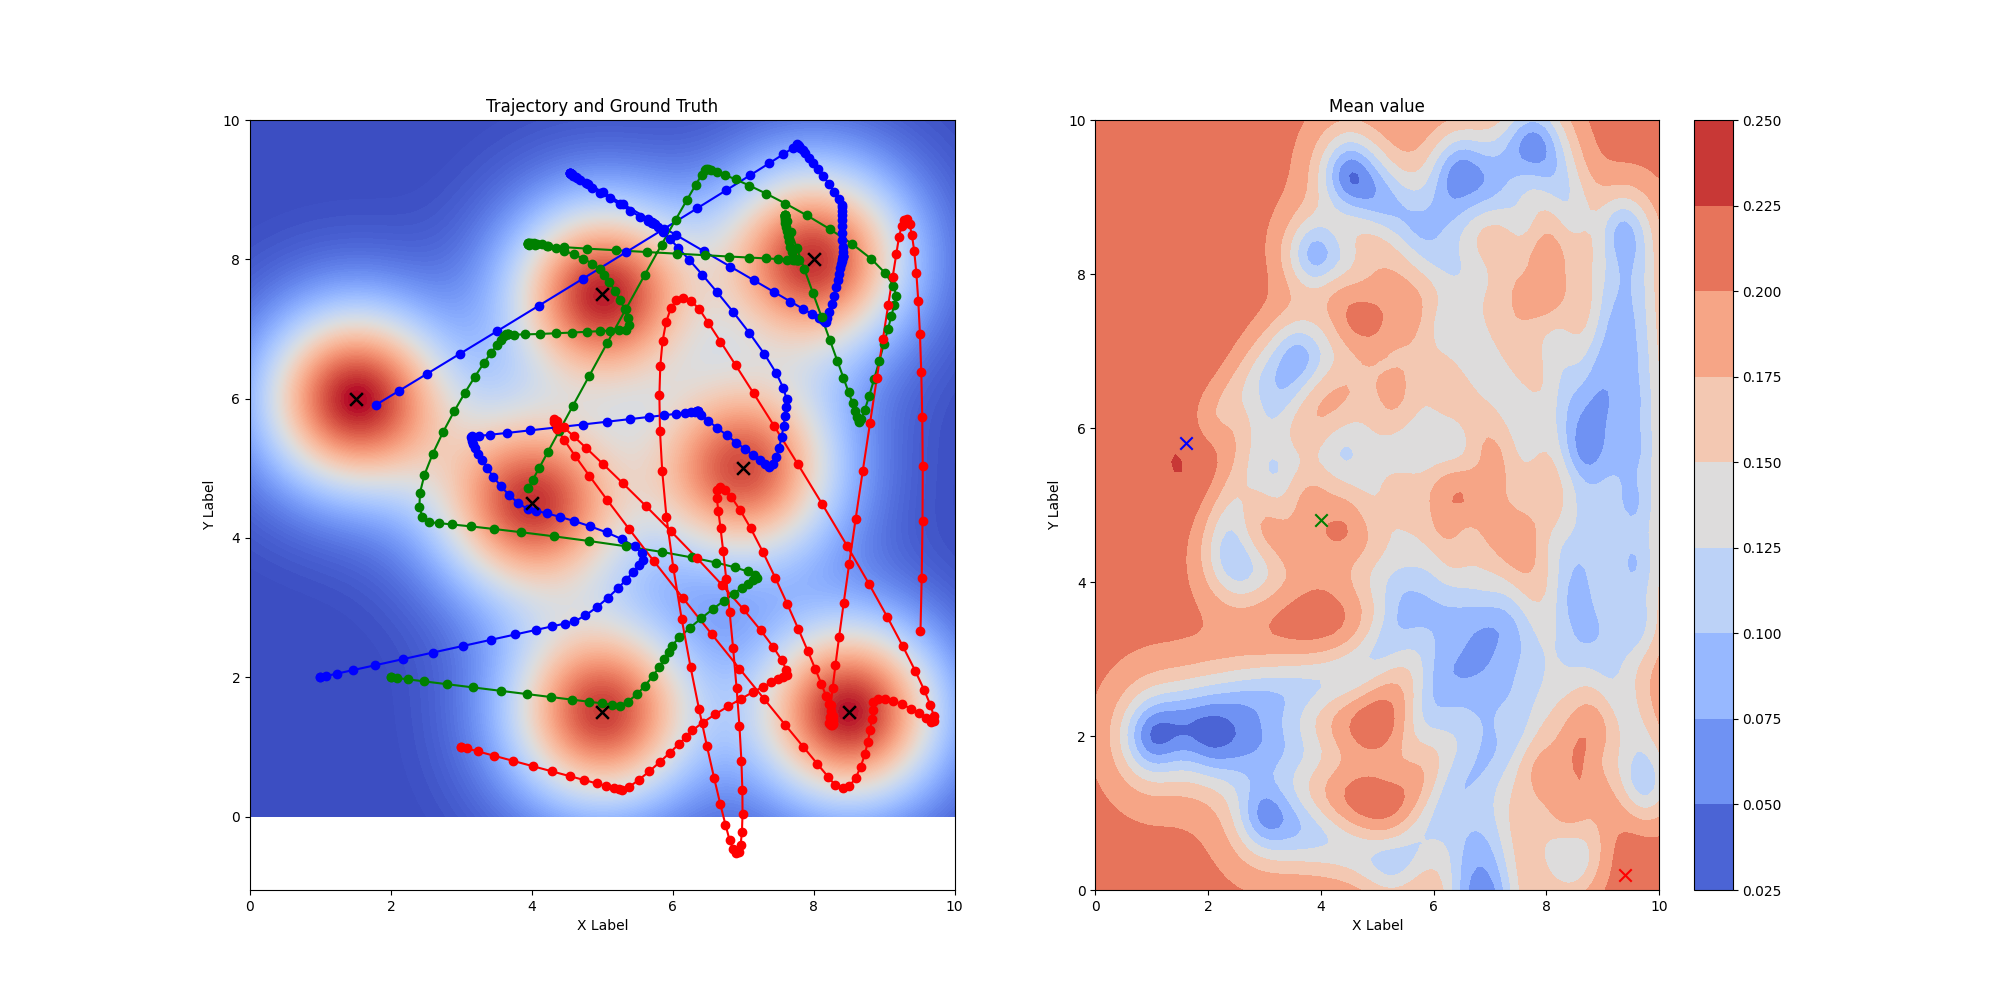 Trajectory and Ground Truth
10
8
6
4
2
0
Y Label
0 2 4 6 8 10
X Label
Mean value
10
8
6
4
2
0
Y Label
0 2 4 6 8 10
X Label
0.250
0.225
0.200
0.175
0.150
0.125
0.100
0.075
0.050
0.025